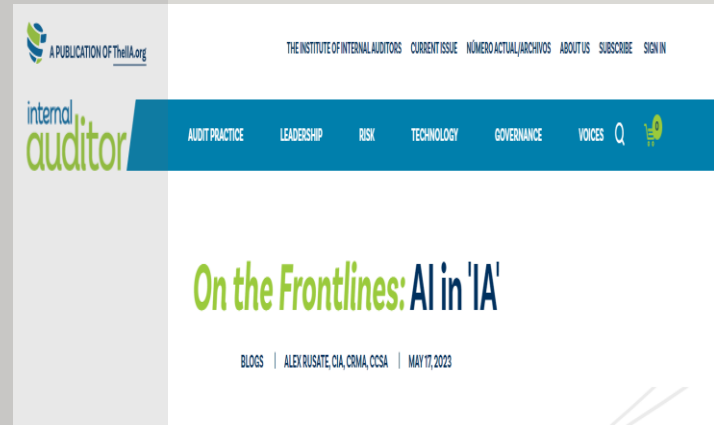 A PUBLICATION OF TheIIA.org
THE INSTITUTE OF INTERNAL AUDITORS CURRENT ISSUE NÚMERO ACTUAL/ARCHIVOS ABOUT US SUBSCRIBE SIGN IN
internal
auditor
AUDIT PRACTICE LEADERSHIP RISK TECHNOLOGY GOVERNANCE VOICES 0
On the Frontlines: AI in 'IA'
BLOGS | ALEX RUSATE, CIA, CRMA, CCSA | MAY 17, 2023